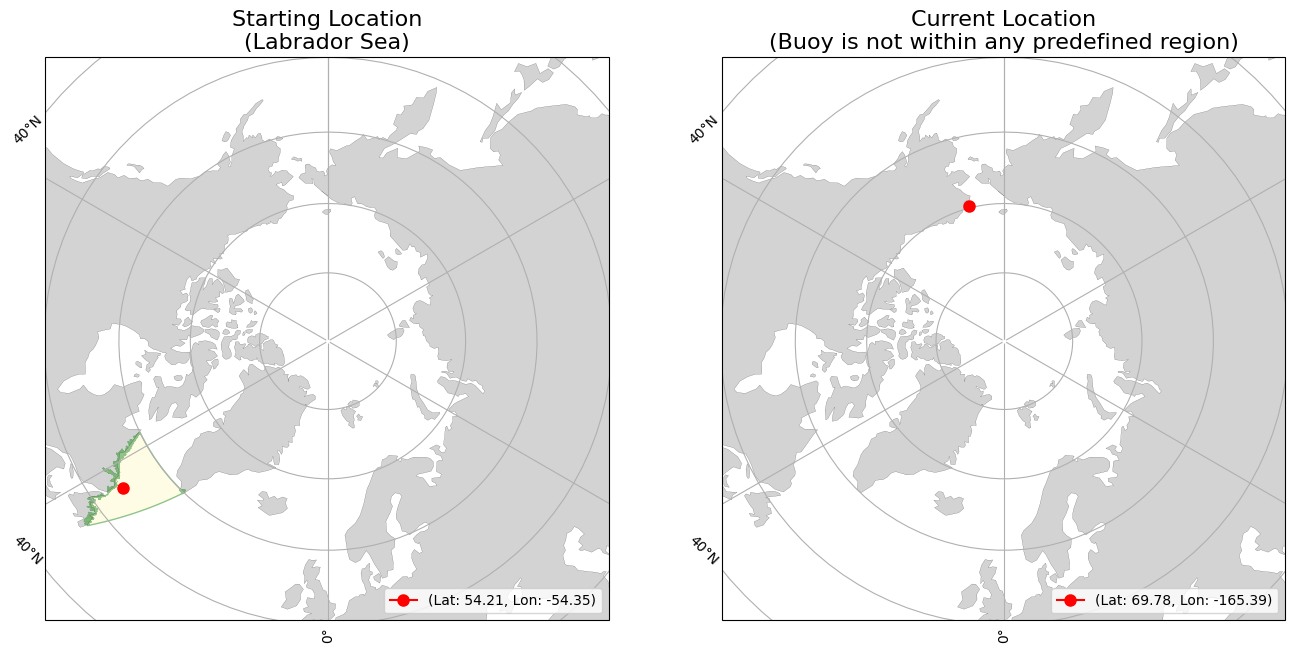 Starting Location
(Labrador Sea)
40°N
40°N
0°
(Lat: 54.21, Lon: -54.35)
Current Location
(Buoy is not within any predefined region)
40°N
40°N
0°
(Lat: 69.78, Lon: -165.39)